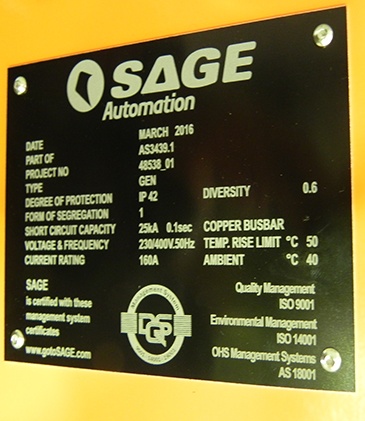 SAGE
Automation
DATE MARCH 2016
PART OF AS3439.1
PROJECT NO 48538_01
TYPE GEN
DEGREE OF PROTECTION IP 42 DIVERSITY 0.6
FORM OF SEGREGATION 1
SHORT CIRCUIT CAPACITY 25kA 0.1sec COPPER BUSBAR
VOLTAGE & FREQUENCY 230/400V.50Hz TEMP. RISE LIMIT °C 50
CURRENT RATING 160A AMBIENT °C 40
SAGE
is certified with these
management system
certificates
www.gotoSAGE.com
Quality Management
ISO 9001
Environmental Management
ISO 14001
OHS Management Systems
AS 18001